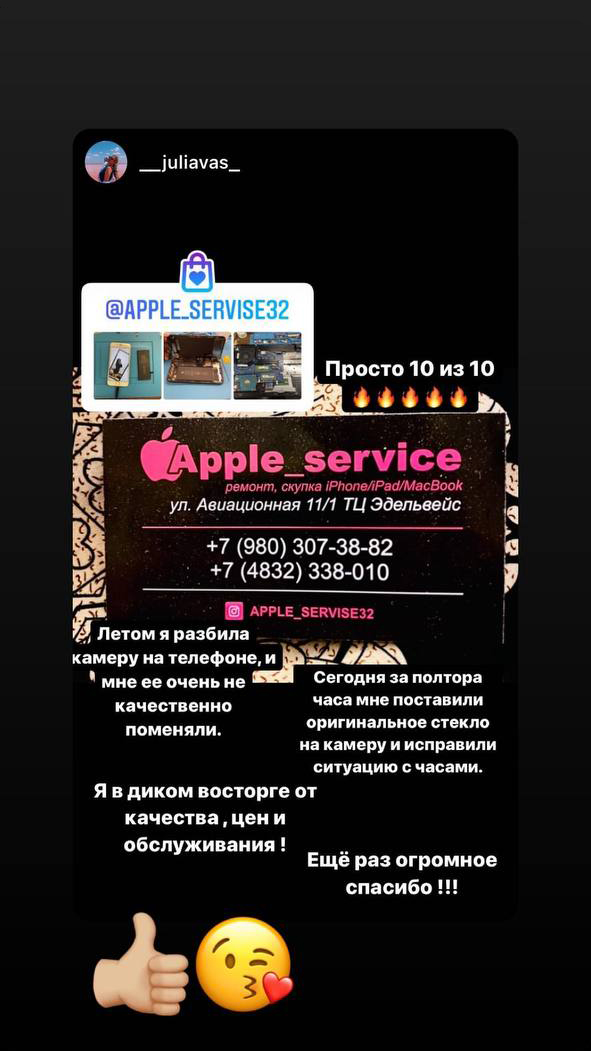 __juliavas_
@APPLE_SERVISE32
Просто 10 из 10
🔥🔥🔥🔥🔥
Apple_service
ремонт, скупка iPhone/iPad/MacBook
ул. Авиационная 11/1 ТЦ Эдельвейс
+7 (980) 307-38-82
+7 (4832) 338-010
APPLE_SERVISE32
Летом я разбила
камеру на телефоне, и
мне ее очень не
качественно
поменяли.
Сегодня за полтора
часа мне поставили
оригинальное стекло
на камеру и исправили
ситуацию с часами.
Я в диком восторге от
качества , цен и
обслуживания !
Ещё раз огромное
спасибо !!!
👍🏼😘